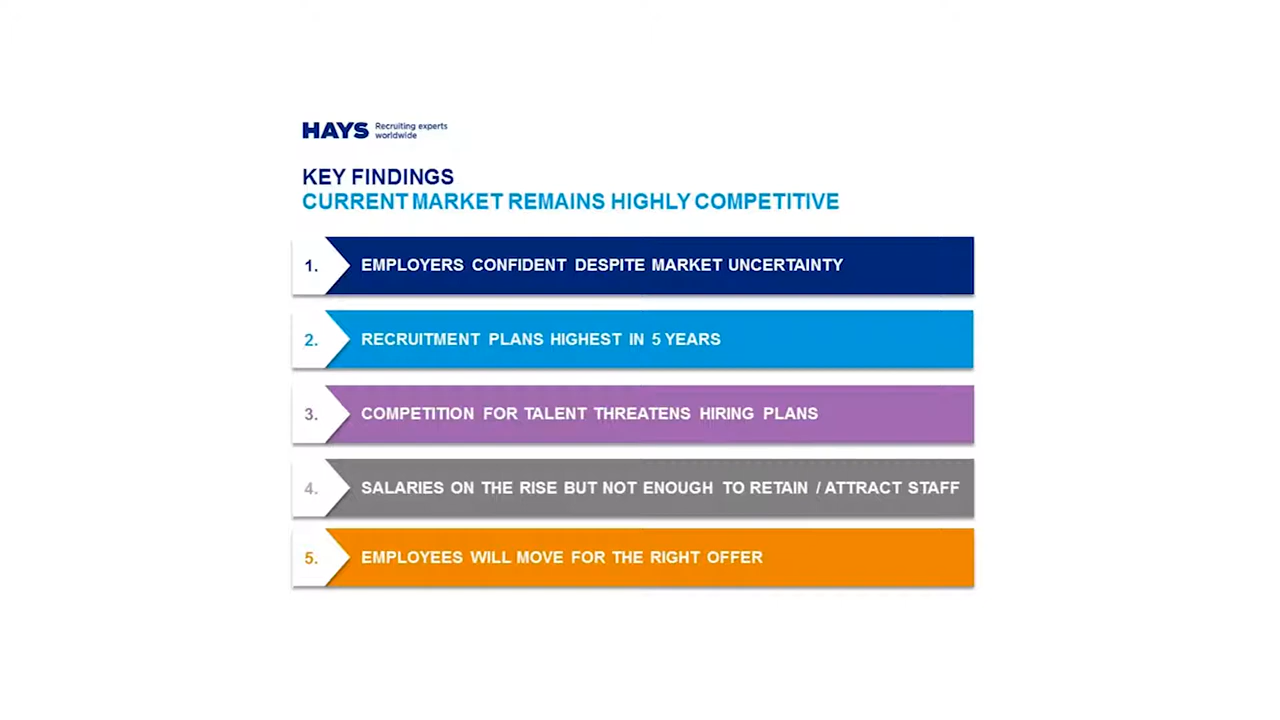 HAYS Recruiting experts
worldwide
KEY FINDINGS
CURRENT MARKET REMAINS HIGHLY COMPETITIVE
1. EMPLOYERS CONFIDENT DESPITE MARKET UNCERTAINTY
2. RECRUITMENT PLANS HIGHEST IN 5 YEARS
3. COMPETITION FOR TALENT THREATENS HIRING PLANS
4. SALARIES ON THE RISE BUT NOT ENOUGH TO RETAIN / ATTRACT STAFF
5. EMPLOYEES WILL MOVE FOR THE RIGHT OFFER